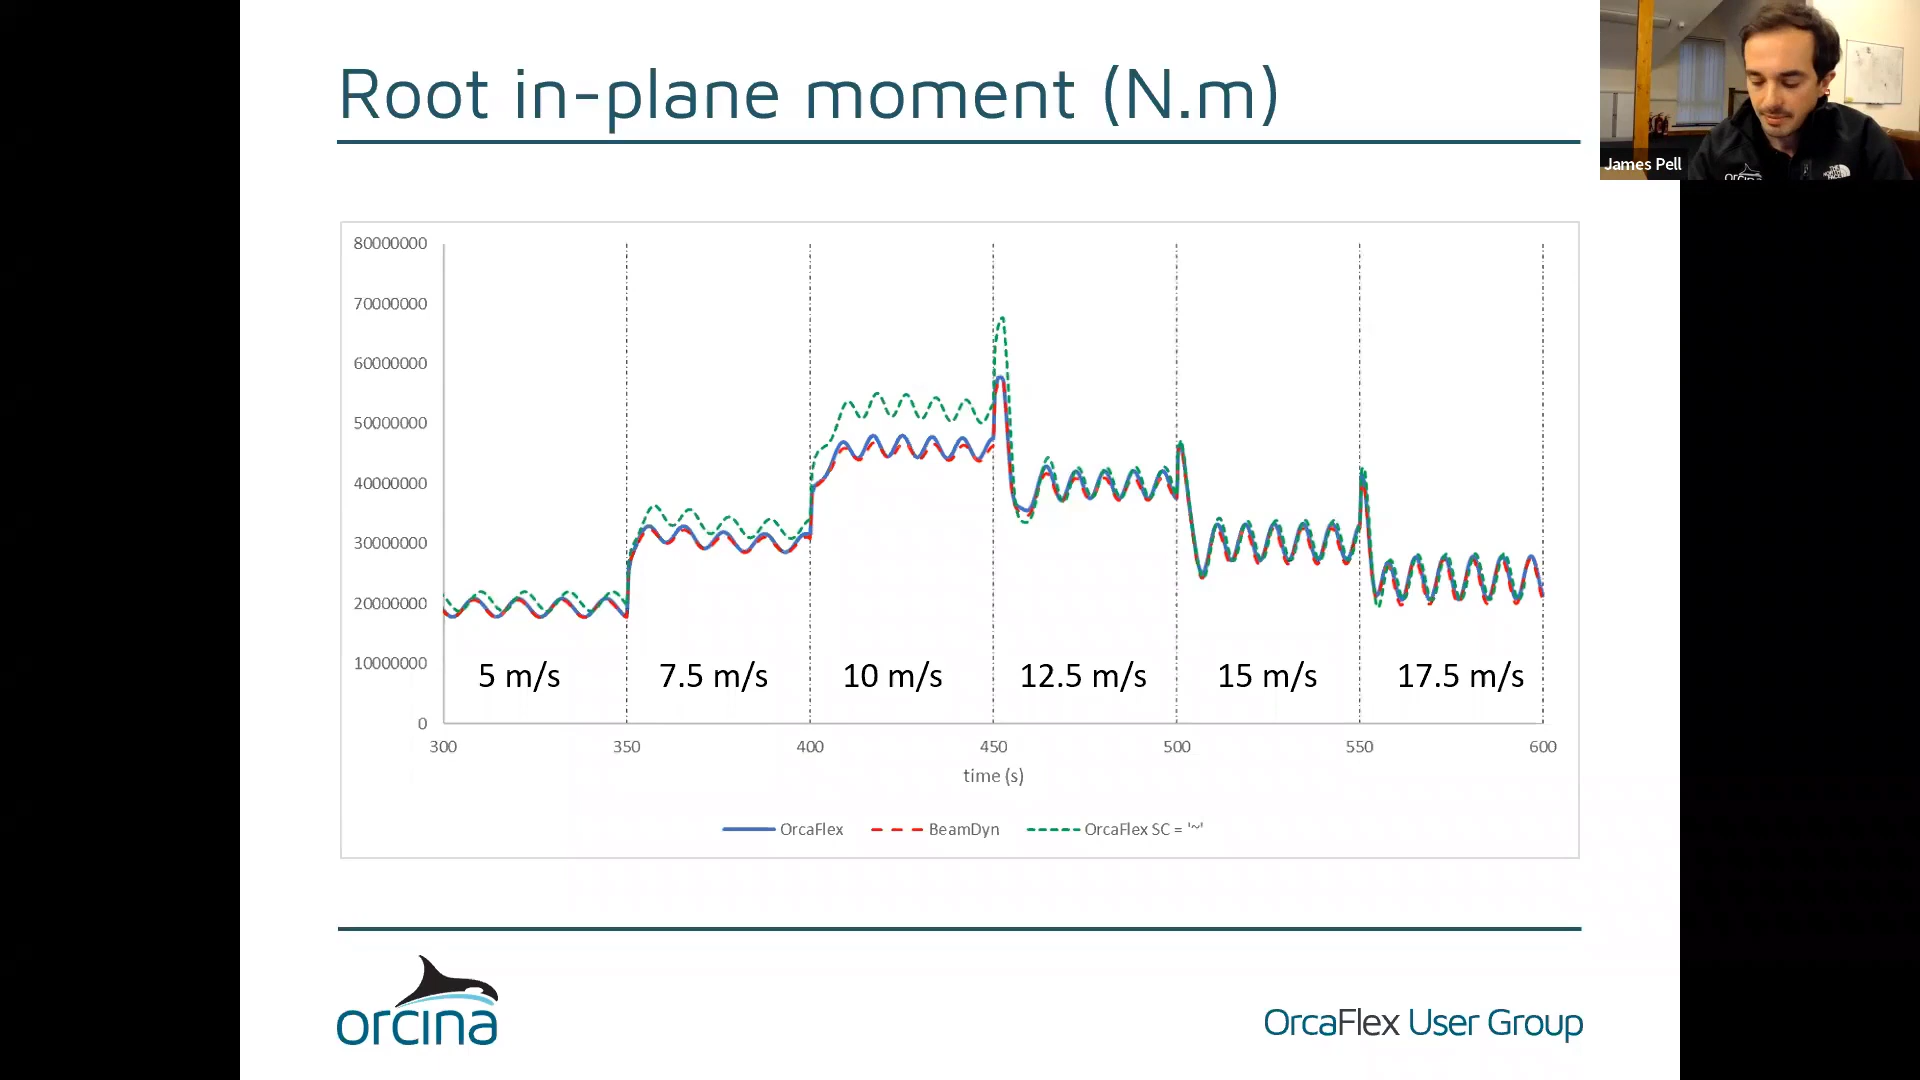 Root in-plane moment (N.m)
James Pell
orcina
80000000
70000000
60000000
50000000
40000000
30000000
20000000
10000000
0
5 m/s
7.5 m/s
10 m/s
12.5 m/s
15 m/s
17.5 m/s
300
350
400
450
500
550
600
time (s)
OrcaFlex
BeamDyn
OrcaFlex SC = '~'
orcina
OrcaFlex User Group